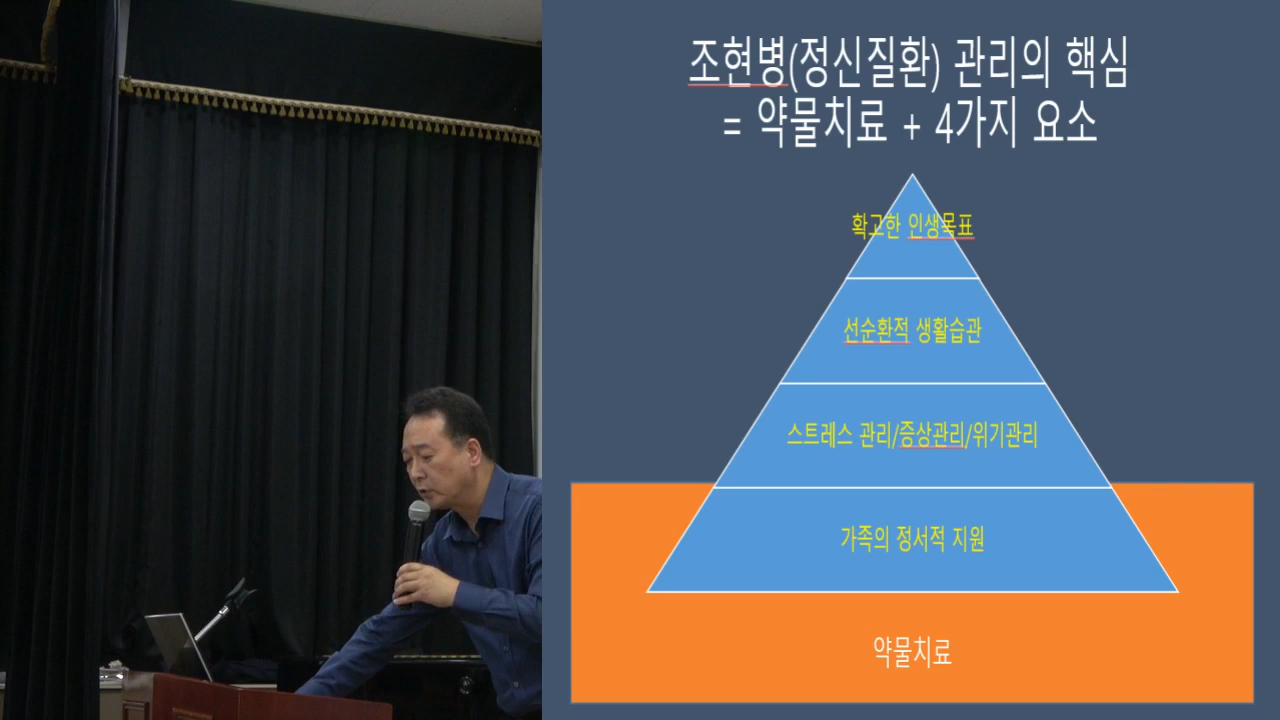 조현병(정신질환) 관리의 핵심
= 약물치료 + 4가지 요소
확고한 인생목표
선순환적 생활습관
스트레스 관리/증상관리/위기관리
가족의 정서적 지원
약물치료